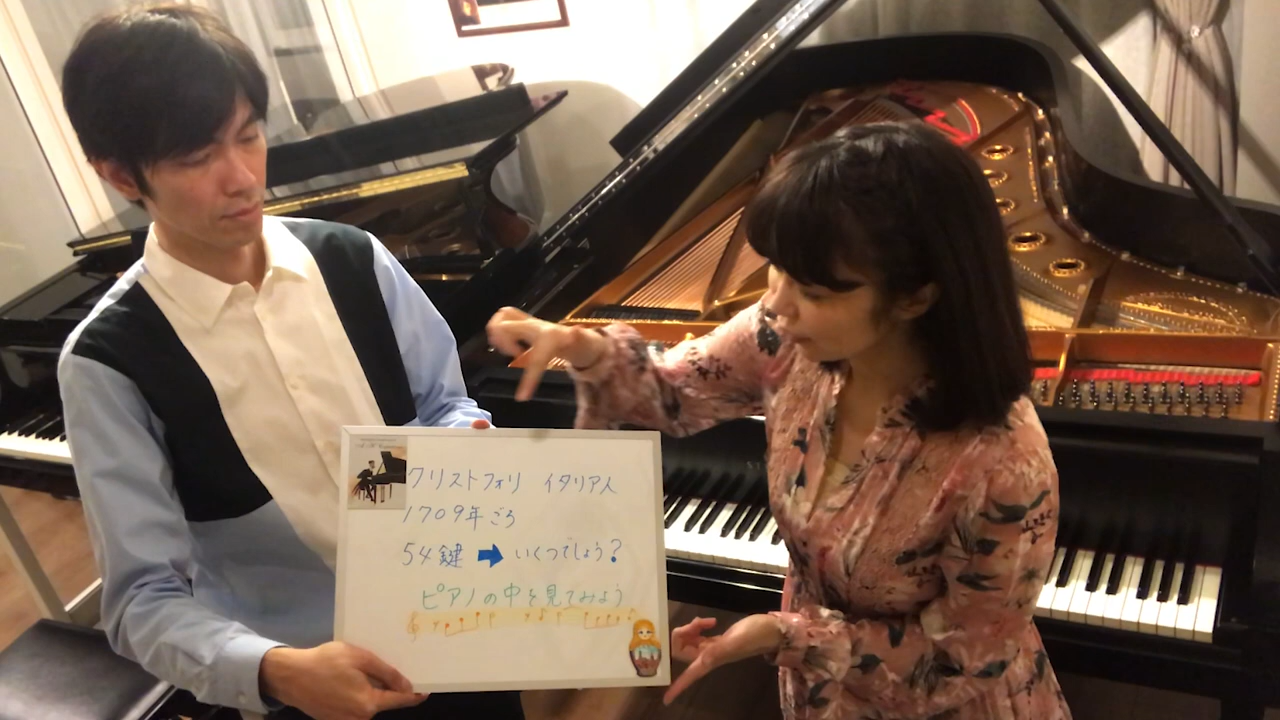 クリストフォリ イタリア人
1709年ごろ
54鍵 ➡ いくつでしょう?
ピアノの中を見てみよう